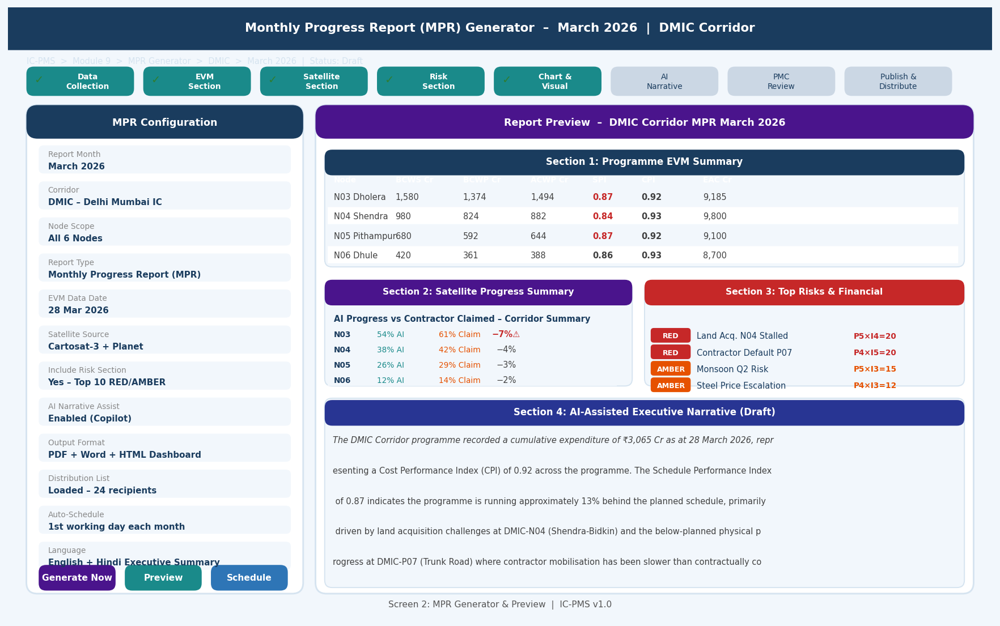 Monthly Progress Report (MPR) Generator – March 2026 | DMIC Corridor
IC-PMS > Module 9 > MPR Generator > DMIC > March 2026 | Status: Draft
✓ Data Collection
✓ EVM Section
✓ Satellite Section
✓ Risk Section
✓ Chart & Visual
AI Narrative
PMC Review
Publish & Distribute
MPR Configuration
Report Month
March 2026
Corridor
DMIC – Delhi Mumbai IC
Node Scope
All 6 Nodes
Report Type
Monthly Progress Report (MPR)
EVM Data Date
28 Mar 2026
Satellite Source
Cartosat-3 + Planet
Include Risk Section
Yes – Top 10 RED/AMBER
AI Narrative Assist
Enabled (Copilot)
Output Format
PDF + Word + HTML Dashboard
Distribution List
Loaded – 24 recipients
Auto-Schedule
1st working day each month
Language
English + Hindi Executive Summary
Generate Now Preview Schedule
Report Preview – DMIC Corridor MPR March 2026
Section 1: Programme EVM Summary
Node BCWS Cr BCWP Cr ACWP Cr SPI CPI EAC Cr
N03 Dholera 1,580 1,374 1,494 0.87 0.92 9,185
N04 Shendra 980 824 882 0.84 0.93 9,800
N05 Pithampur 680 592 644 0.87 0.92 9,100
N06 Dhule 420 361 388 0.86 0.93 8,700
Section 2: Satellite Progress Summary
AI Progress vs Contractor Claimed – Corridor Summary
N03 54% AI 61% Claim −7%⚠
N04 38% AI 42% Claim −4%
N05 26% AI 29% Claim −3%
N06 12% AI 14% Claim −2%
Section 3: Top Risks & Financial
RED Land Acq. N04 Stalled P5×I4=20
RED Contractor Default P07 P4×I5=20
AMBER Monsoon Q2 Risk P5×I3=15
AMBER Steel Price Escalation P4×I3=12
Section 4: AI-Assisted Executive Narrative (Draft)
The DMIC Corridor programme recorded a cumulative expenditure of ₹3,065 Cr as at 28 March 2026, repr
esenting a Cost Performance Index (CPI) of 0.92 across the programme. The Schedule Performance Index
of 0.87 indicates the programme is running approximately 13% behind the planned schedule, primarily
driven by land acquisition challenges at DMIC-N04 (Shendra-Bidkin) and the below-planned physical p
rogress at DMIC-P07 (Trunk Road) where contractor mobilisation has been slower than contractually co
Screen 2: MPR Generator & Preview | IC-PMS v1.0